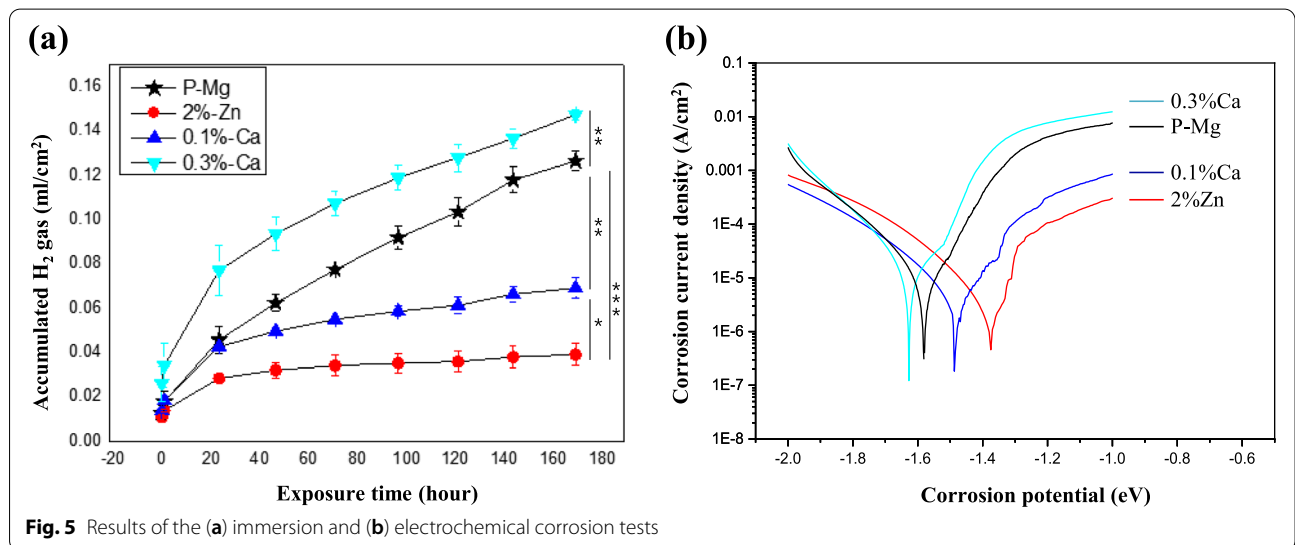 (a)
0.16
0.14
0.12
0.10
0.08
0.06
0.04
0.02
0.00
Accumulated H2 gas (ml/cm2)
P-Mg
2%-Zn
0.1%-Ca
0.3%-Ca
**
**
*
***
-20 0 20 40 60 80 100 120 140 160 180
Exposure time (hour)
(b)
0.1
0.01
0.001
1E-4
1E-5
1E-6
1E-7
1E-8
Corrosion current density (A/cm2)
0.3%Ca
P-Mg
0.1%Ca
2%Zn
-2.0 -1.8 -1.6 -1.4 -1.2 -1.0 -0.8 -0.6
Corrosion potential (eV)
Fig. 5 Results of the (a) immersion and (b) electrochemical corrosion tests